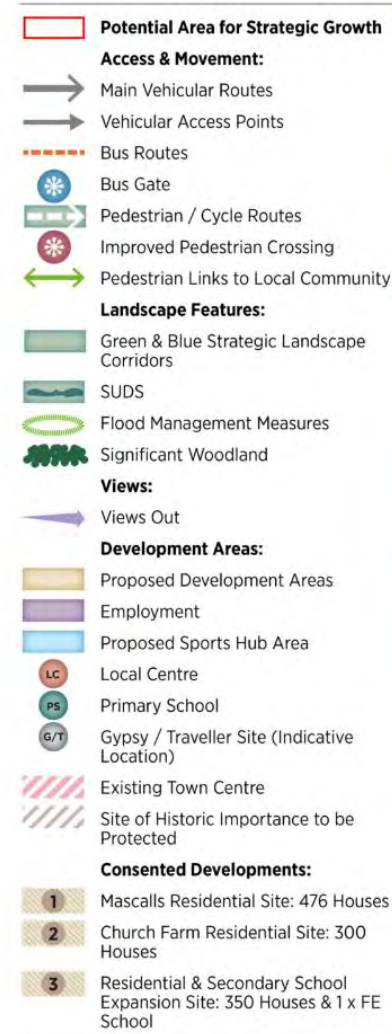 Potential Area for Strategic Growth
Access & Movement:
Main Vehicular Routes
Vehicular Access Points
Bus Routes
Bus Gate
Pedestrian / Cycle Routes
Improved Pedestrian Crossing
Pedestrian Links to Local Community
Landscape Features:
Green & Blue Strategic Landscape
Corridors
SUDS
Flood Management Measures
Significant Woodland
Views:
Views Out
Development Areas:
Proposed Development Areas
Employment
Proposed Sports Hub Area
LC Local Centre
PS Primary School
G/T Gypsy / Traveller Site (Indicative
Location)
Existing Town Centre
Site of Historic Importance to be
Protected
Consented Developments:
1 Mascalls Residential Site: 476 Houses
2 Church Farm Residential Site: 300
Houses
3 Residential & Secondary School
Expansion Site: 350 Houses & 1 x FE
School